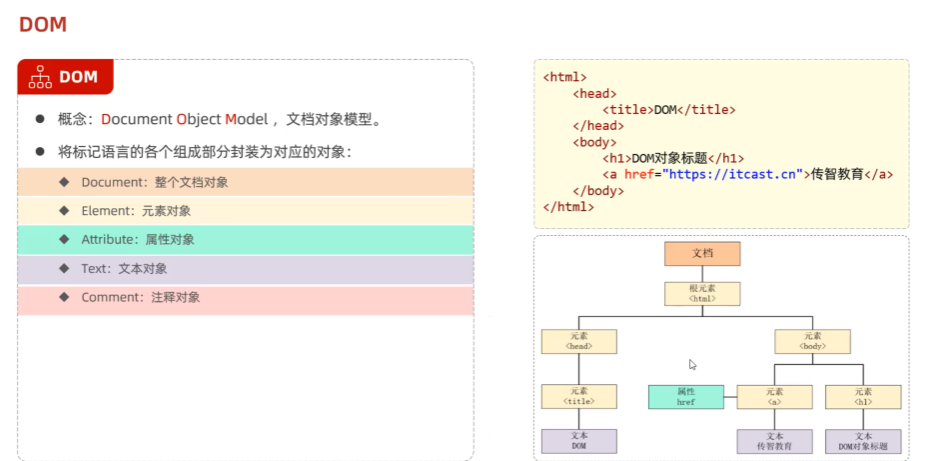 DOM
DOM
● 概念：Document Object Model ，文档对象模型。
● 将标记语言的各个组成部分封装为对应的对象：
◆ Document：整个文档对象
◆ Element：元素对象
◆ Attribute：属性对象
◆ Text：文本对象
◆ Comment：注释对象
<html>
<head>
<title>DOM</title>
</head>
<body>
<h1>DOM对象标题</h1>
<a href="https://itcast.cn">传智教育</a>
</body>
</html>
文档
根元素
<html>
元素
<head>
元素
<body>
元素
<title>
属性
href
元素
<a>
元素
<h1>
文本
DOM
文本
传智教育
文本
DOM对象标题